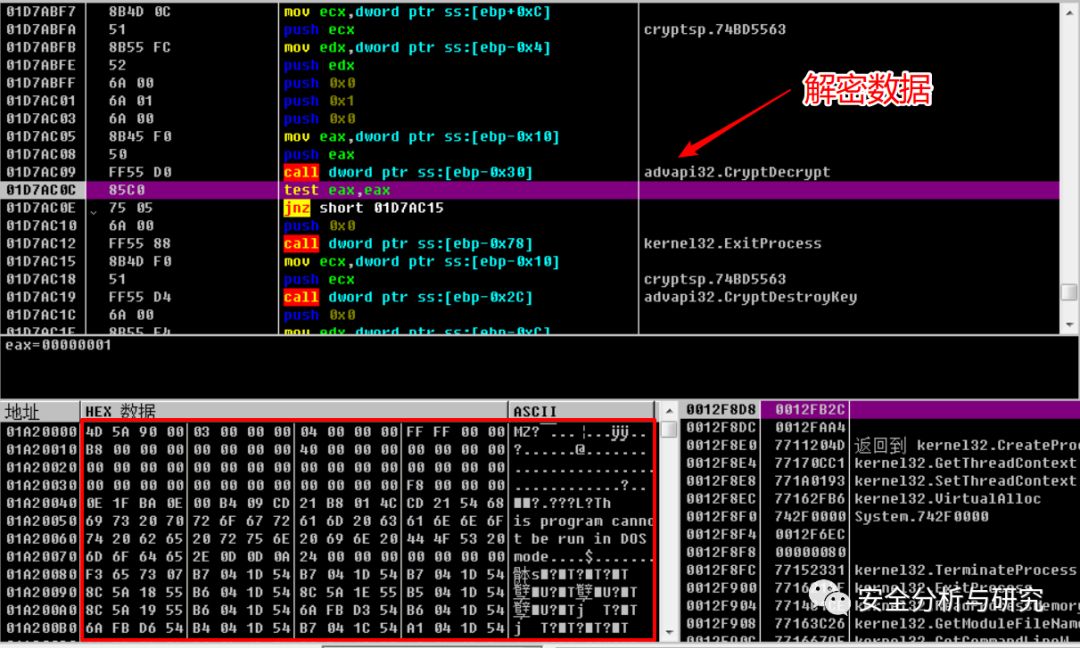 01D7ABF7 8B4D 0C mov ecx,dword ptr ss:[ebp+0xC]
01D7ABFA 51 push ecx cryptsp.74BD5563
01D7ABFB 8B55 FC mov edx,dword ptr ss:[ebp-0x4]
01D7ABFE 52 push edx
01D7ABFF 6A 00 push 0x0
01D7AC01 6A 01 push 0x1
01D7AC03 6A 00 push 0x0
01D7AC05 8B45 F0 mov eax,dword ptr ss:[ebp-0x10]
01D7AC08 50 push eax
01D7AC09 FF55 D0 call dword ptr ss:[ebp-0x30] advapi32.CryptDecrypt
01D7AC0C 85C0 test eax,eax
01D7AC0E 75 05 jnz short 01D7AC15
01D7AC10 6A 00 push 0x0
01D7AC12 FF55 88 call dword ptr ss:[ebp-0x78] kernel32.ExitProcess
01D7AC15 8B4D F0 mov ecx,dword ptr ss:[ebp-0x10]
01D7AC18 51 push ecx cryptsp.74BD5563
01D7AC19 FF55 D4 call dword ptr ss:[ebp-0x2C] advapi32.CryptDestroyKey
01D7AC1C 6A 00 push 0x0
01D7AC1E 8B55 F4 mov edx,dword ptr ss:[ebp-0xC]
解密数据
eax=00000001
地址 HEX 数据 ASCII
01A20000 4D 5A 90 00 03 00 00 00 04 00 00 00 FF FF 00 00 MZ? ... ¦...ÿÿ..
01A20010 B8 00 00 00 00 00 00 00 40 00 00 00 00 00 00 00 ?.......@.......
01A20020 00 00 00 00 00 00 00 00 00 00 00 00 00 00 00 00 ................
01A20030 00 00 00 00 00 00 00 00 00 00 00 00 F8 00 00 00 ............?...
01A20040 0E 1F BA 0E 00 B4 09 CD 21 B8 01 4C CD 21 54 68 ?.???L?Th
01A20050 69 73 20 70 72 6F 67 72 61 6D 20 63 61 6E 6E 6F is program canno
01A20060 74 20 62 65 20 72 75 6E 20 69 6E 20 44 4F 53 20 t be run in DOS
01A20070 6D 6F 64 65 2E 0D 0D 0A 24 00 00 00 00 00 00 00 mode....$.......
01A20080 F3 65 73 07 B7 04 1D 54 B7 04 1D 54 B7 04 1D 54
01A20090 8C 5A 18 55 B6 04 1D 54 8C 5A 1E 55 B5 04 1D 54
01A200A0 8C 5A 19 55 B6 04 1D 54 6A FB D3 54 B6 04 1D 54
01A200B0 6A FB D6 54 B4 04 1D 54 B7 04 1C 54 A1 04 1D 54
0012F8D8 0012FB2C
0012F8DC 0012FAA4
0012F8E0 7711204D 返回到 kernel32.CreatePro
0012F8E4 77170CC1 kernel32.GetThreadContext
0012F8E8 771A0193 kernel32.SetThreadContext
0012F8EC 77162FB6 kernel32.VirtualAlloc
0012F8F0 742F0000 System.742F0000
0012F8F4 0012F6EC
0012F8F8 00000080
0012F8FC 77152331 kernel32.TerminateProcess
0012F900 kernel32.ExitProcess
0012F904
0012F908 77163C26 kernel32.GetModuleFileNam
0012F90C 7716679E kernel32.GetCommandLineW
安全分析与研究